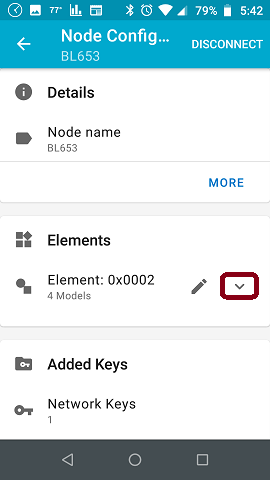 77° 79% 5:42
Node Config...
DISCONNECT
BL653
Details
Node name
BL653
MORE
Elements
Element: 0x0002
4 Models
Added Keys
Network Keys
1